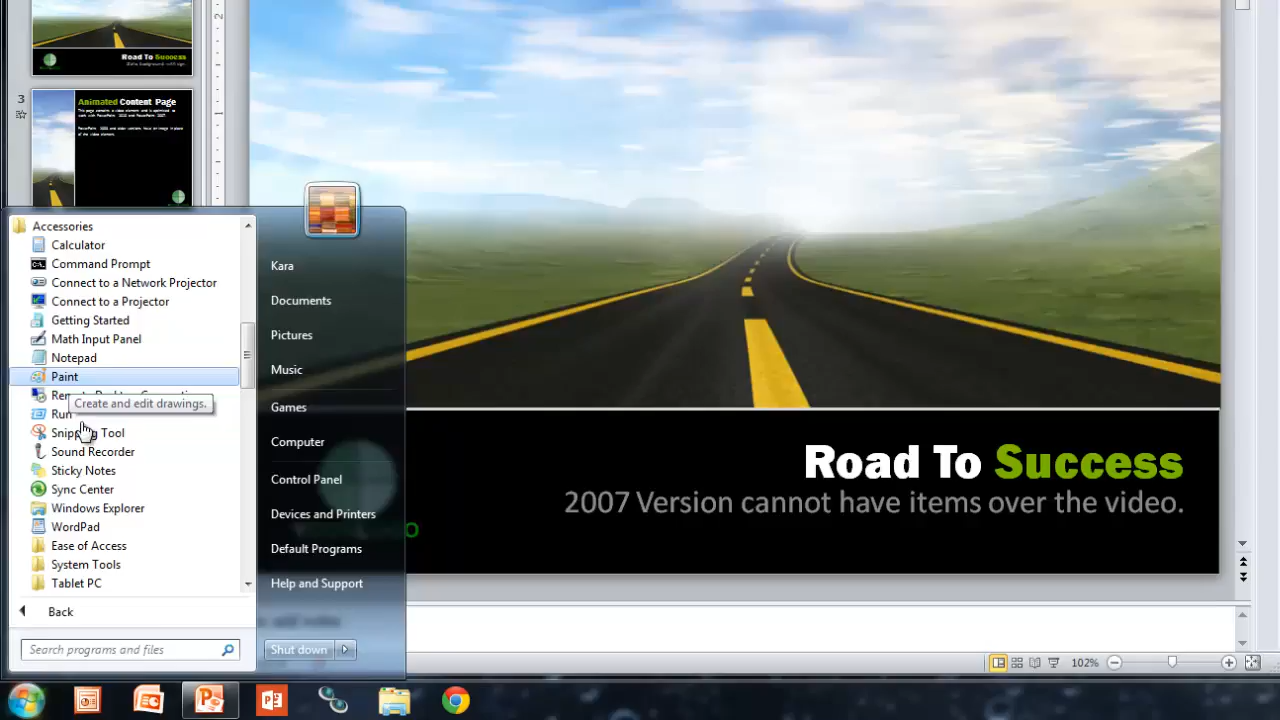 2
Road To Success
3
Animated Content Page
1
Accessories
Calculator
Command Prompt
Connect to a Network Projector
Connect to a Projector
Getting Started
Math Input Panel
Notepad
Paint
Create and edit drawings.
Run
Snipping Tool
Sound Recorder
Sticky Notes
Sync Center
Windows Explorer
WordPad
Ease of Access
System Tools
Tablet PC
Back
Search programs and files
Kara
Documents
Pictures
Music
Games
Computer
Control Panel
Devices and Printers
Default Programs
Help and Support
Shut down
Road To Success
2007 Version cannot have items over the video.
102%